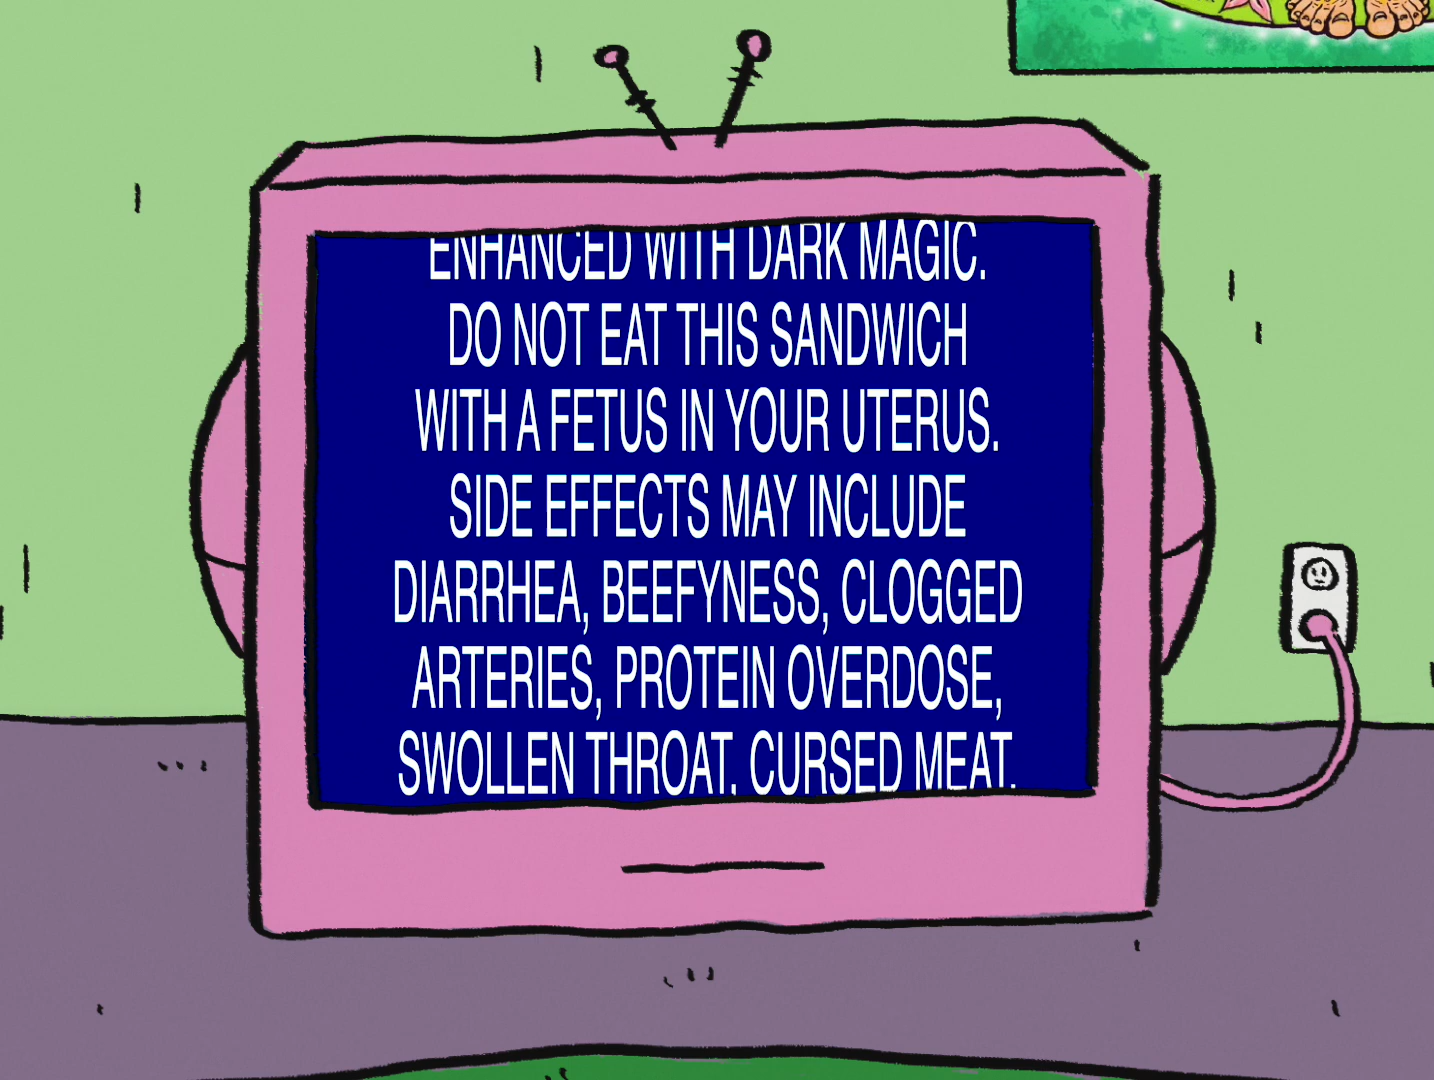 ENHANCED WITH DARK MAGIC.
DO NOT EAT THIS SANDWICH
WITH A FETUS IN YOUR UTERUS.
SIDE EFFECTS MAY INCLUDE
DIARRHEA, BEEFYNESS, CLOGGED
ARTERIES, PROTEIN OVERDOSE,
SWOLLEN THROAT. CURSED MEAT.